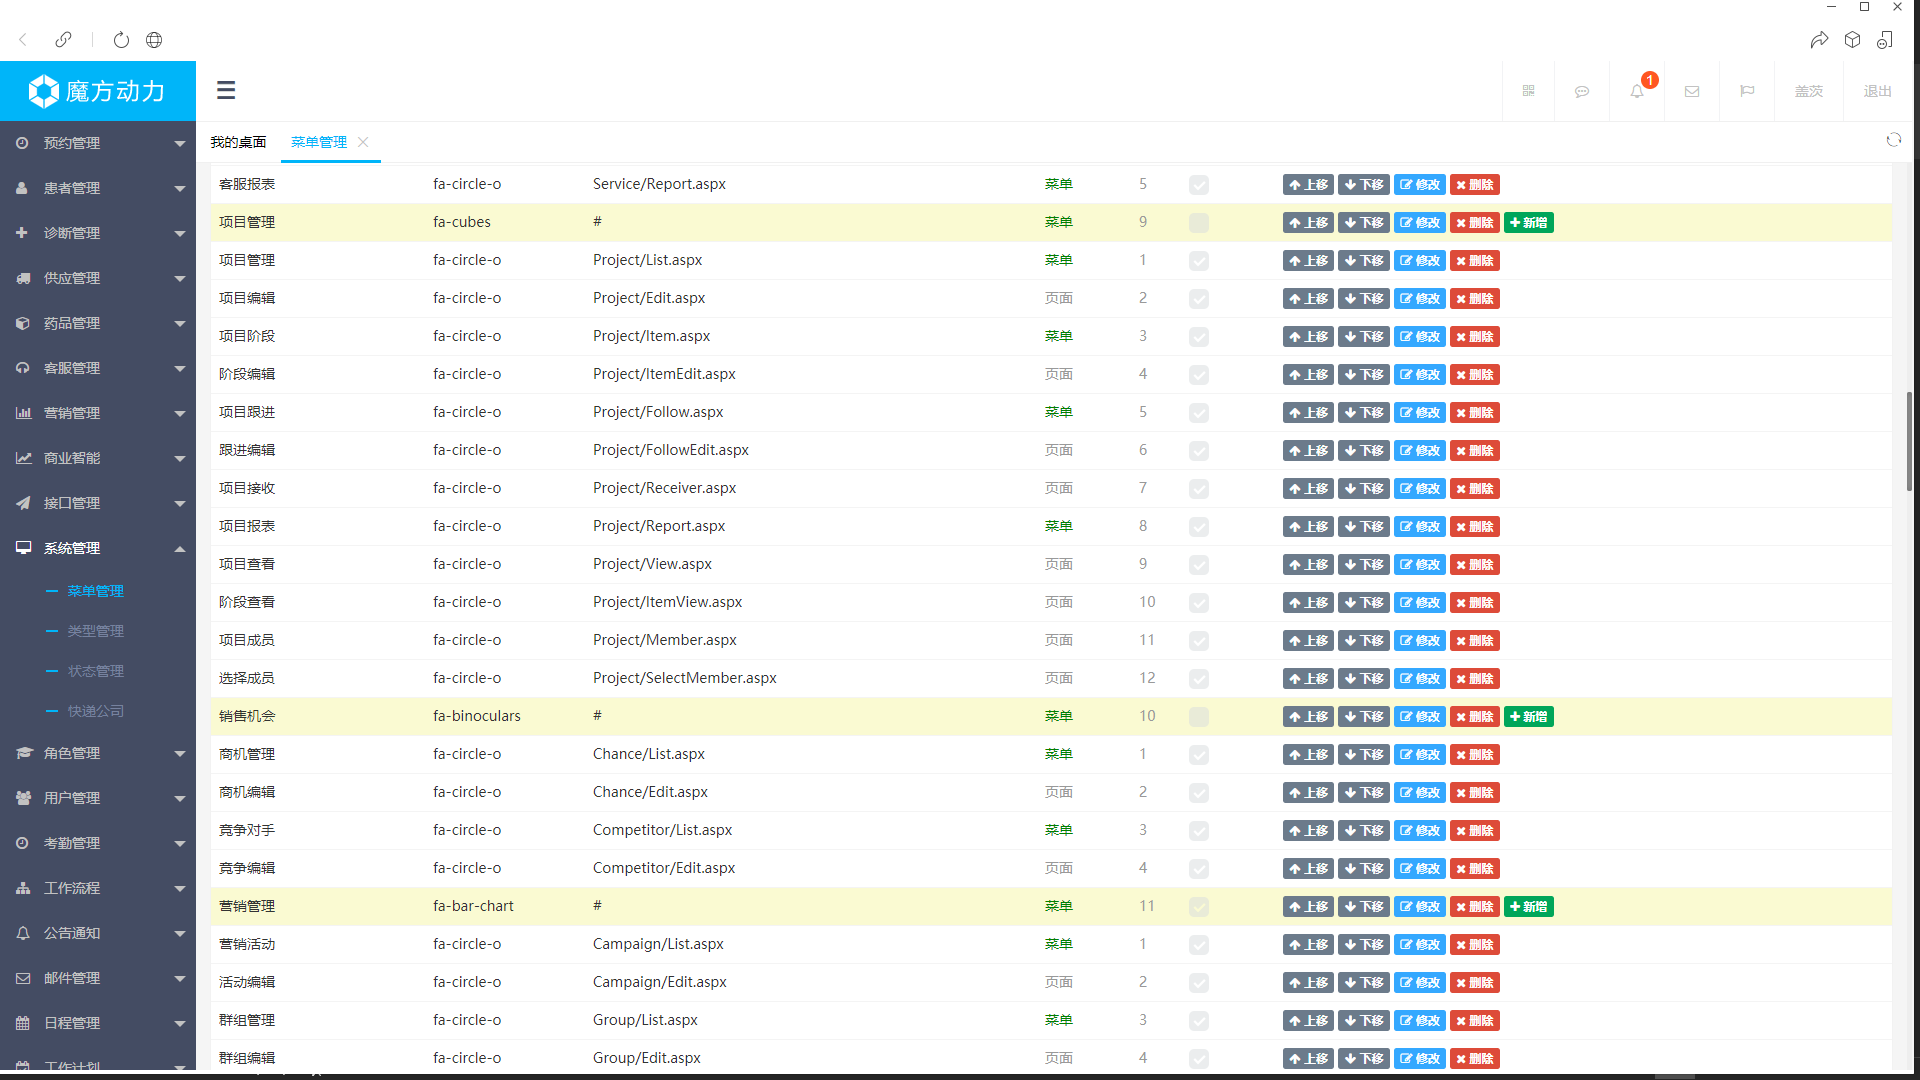 魔方动力
1
盖茨
退出
我的桌面
菜单管理
预约管理
患者管理
诊断管理
供应管理
药品管理
客服管理
营销管理
商业智能
接口管理
系统管理
菜单管理
类型管理
状态管理
快递公司
角色管理
用户管理
考勤管理
工作流程
公告通知
邮件管理
日程管理
工作计划
客服报表 fa-circle-o Service/Report.aspx 菜单 5 上移 下移 修改 删除
项目管理 fa-cubes # 菜单 9 上移 下移 修改 删除 新增
项目管理 fa-circle-o Project/List.aspx 菜单 1 上移 下移 修改 删除
项目编辑 fa-circle-o Project/Edit.aspx 页面 2 上移 下移 修改 删除
项目阶段 fa-circle-o Project/Item.aspx 菜单 3 上移 下移 修改 删除
阶段编辑 fa-circle-o Project/ItemEdit.aspx 页面 4 上移 下移 修改 删除
项目跟进 fa-circle-o Project/Follow.aspx 菜单 5 上移 下移 修改 删除
跟进编辑 fa-circle-o Project/FollowEdit.aspx 页面 6 上移 下移 修改 删除
项目接收 fa-circle-o Project/Receiver.aspx 页面 7 上移 下移 修改 删除
项目报表 fa-circle-o Project/Report.aspx 菜单 8 上移 下移 修改 删除
项目查看 fa-circle-o Project/View.aspx 页面 9 上移 下移 修改 删除
阶段查看 fa-circle-o Project/ItemView.aspx 页面 10 上移 下移 修改 删除
项目成员 fa-circle-o Project/Member.aspx 页面 11 上移 下移 修改 删除
选择成员 fa-circle-o Project/SelectMember.aspx 页面 12 上移 下移 修改 删除
销售机会 fa-binoculars # 菜单 10 上移 下移 修改 删除 新增
商机管理 fa-circle-o Chance/List.aspx 菜单 1 上移 下移 修改 删除
商机编辑 fa-circle-o Chance/Edit.aspx 页面 2 上移 下移 修改 删除
竞争对手 fa-circle-o Competitor/List.aspx 菜单 3 上移 下移 修改 删除
竞争编辑 fa-circle-o Competitor/Edit.aspx 页面 4 上移 下移 修改 删除
营销管理 fa-bar-chart # 菜单 11 上移 下移 修改 删除 新增
营销活动 fa-circle-o Campaign/List.aspx 菜单 1 上移 下移 修改 删除
活动编辑 fa-circle-o Campaign/Edit.aspx 页面 2 上移 下移 修改 删除
群组管理 fa-circle-o Group/List.aspx 菜单 3 上移 下移 修改 删除
群组编辑 fa-circle-o Group/Edit.aspx 页面 4 上移 下移 修改 删除